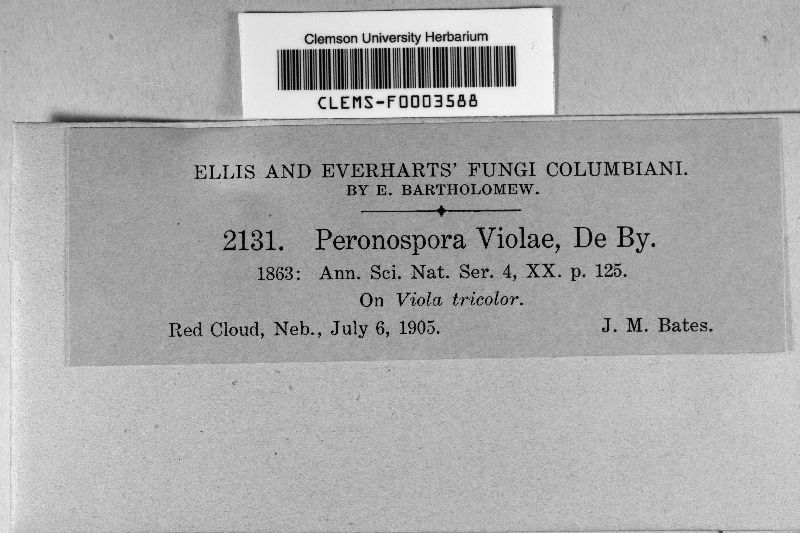 Clemson University Herbarium
CLEMS-F0003588
ELLIS AND EVERHARTS' FUNGI COLUMBIANI.
BY E. BARTHOLOMEW.
2131. Peronospora Violae, De By.
1863: Ann. Sci. Nat. Ser. 4, XX. p. 125.
On Viola tricolor.
Red Cloud, Neb., July 6, 1905. J. M. Bates.